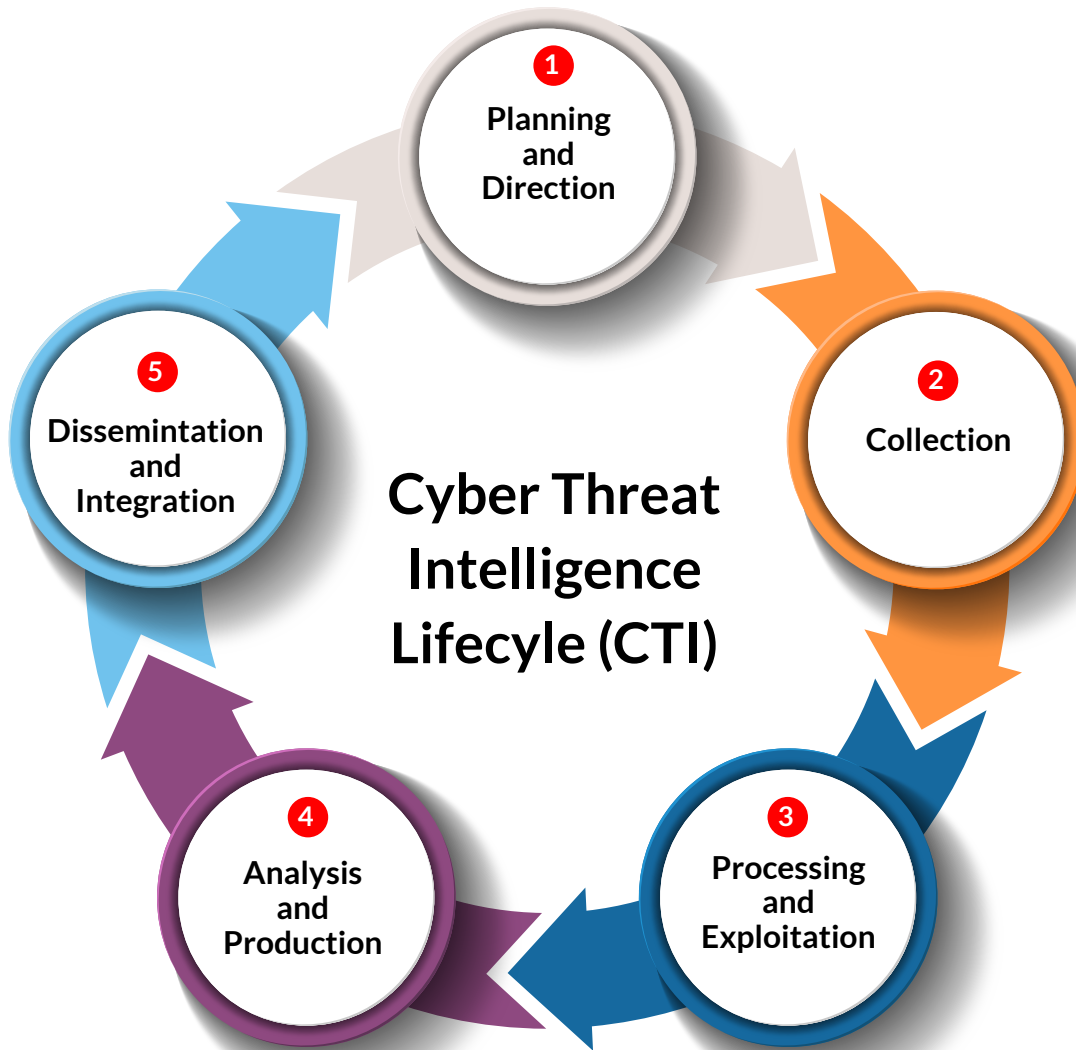 1
Planning
and
Direction
2
Collection
3
Processing
and
Exploitation
4
Analysis
and
Production
5
Dissemintation
and
Integration
Cyber Threat
Intelligence
Lifecyle (CTI)